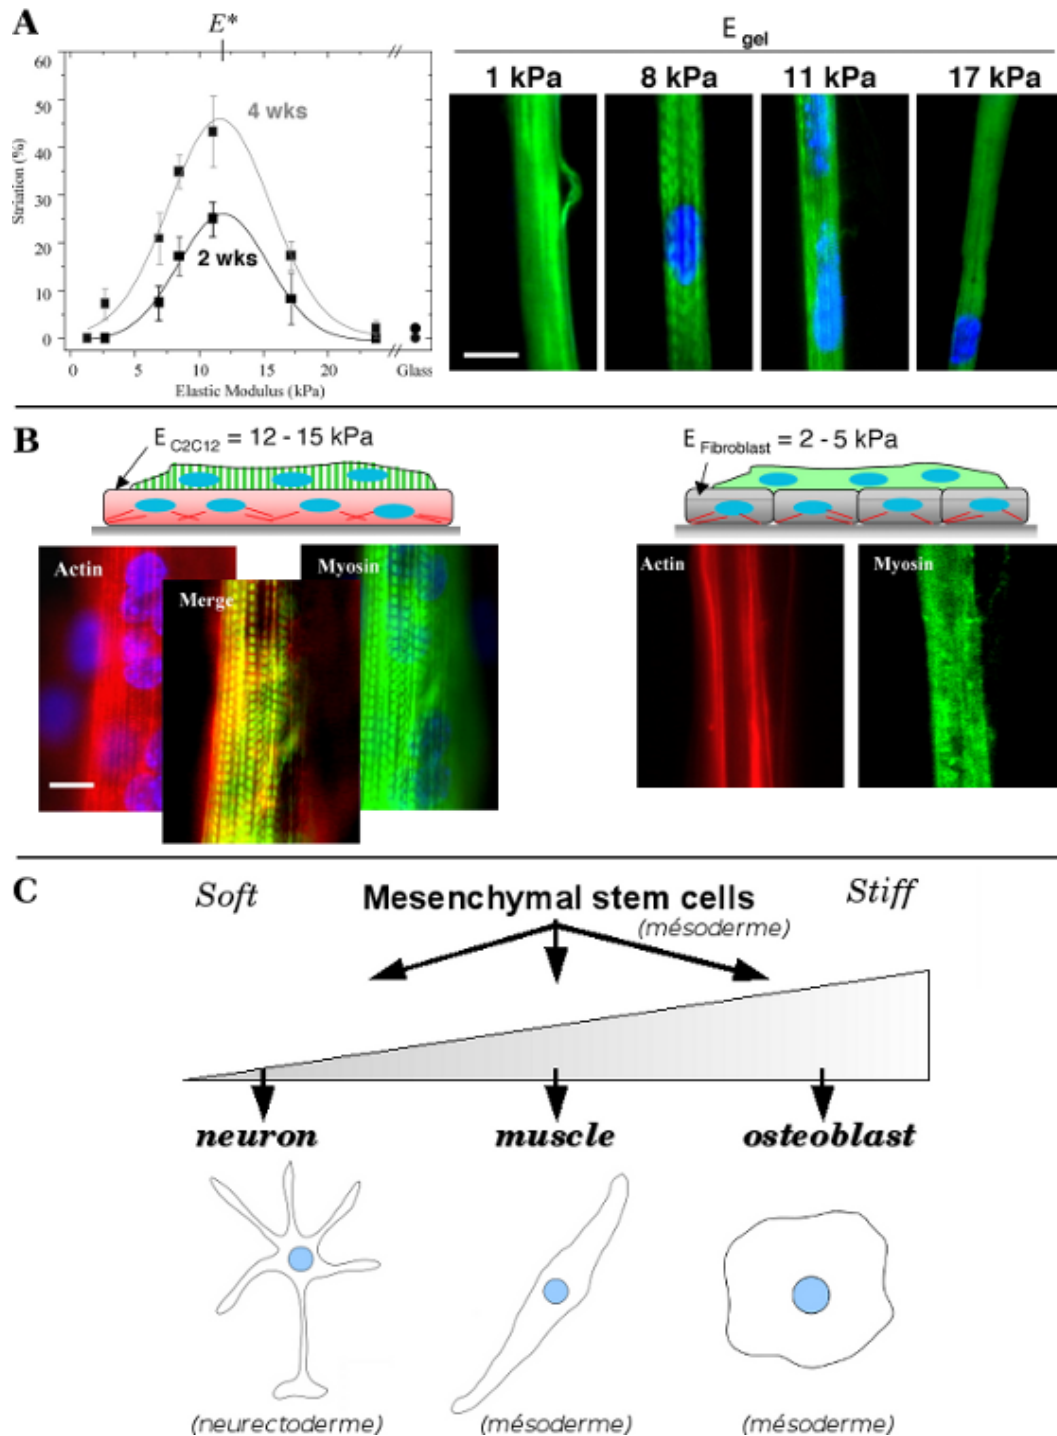 A
E*
60
50
40
30
20
10
0
Striation (%)
4 wks
2 wks
0 5 10 15 20 Glass
Elastic Modulus (kPa)
E gel
1 kPa 8 kPa 11 kPa 17 kPa
B
E C2C12 = 12 - 15 kPa
E Fibroblast = 2 - 5 kPa
Actin
Merge
Myosin
Actin
Myosin
C
Soft
Mesenchymal stem cells
(mésoderme)
Stiff
neuron muscle osteoblast
(neurectoderme) (mésoderme) (mésoderme)